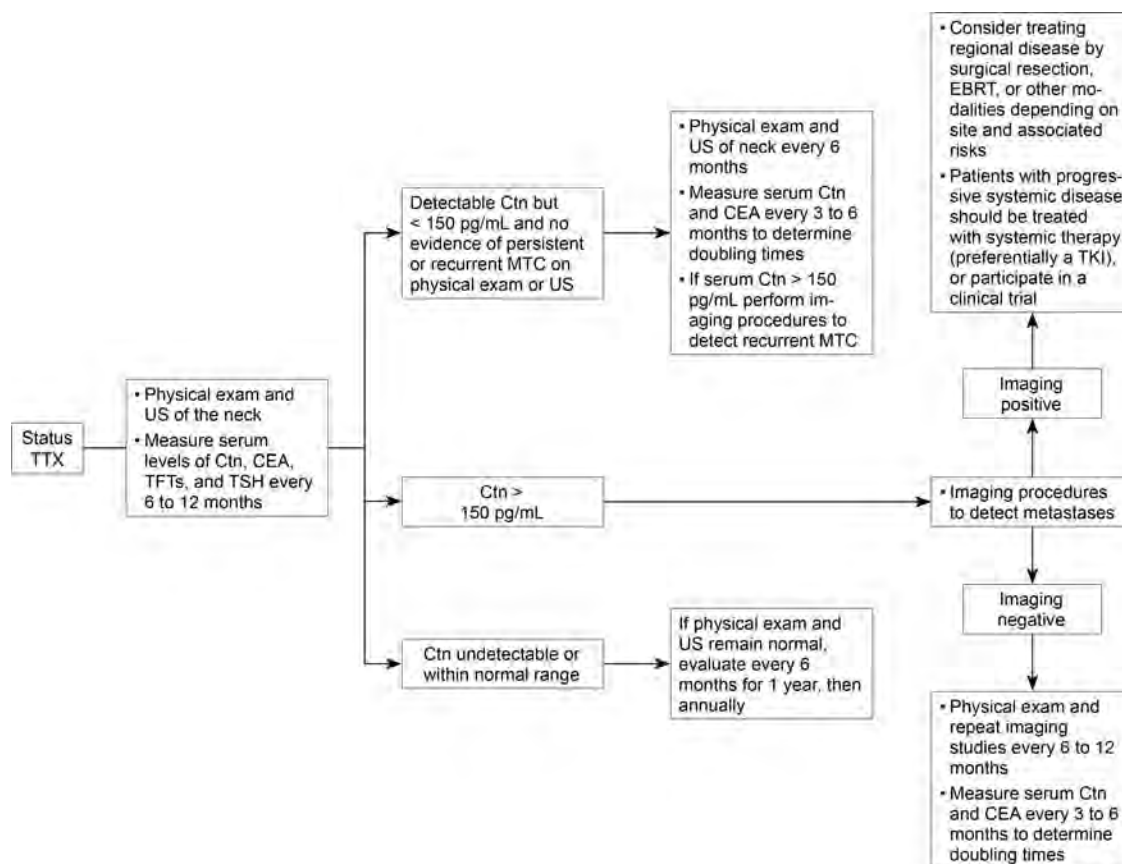 Status
TTX
• Physical exam and
US of the neck
• Measure serum
levels of Ctn, CEA,
TFTs, and TSH every
6 to 12 months
Detectable Ctn but
< 150 pg/mL and no
evidence of persistent
or recurrent MTC on
physical exam or US
• Physical exam and
US of neck every 6
months
• Measure serum Ctn
and CEA every 3 to 6
months to determine
doubling times
• If serum Ctn > 150
pg/mL perform im-
aging procedures to
detect recurrent MTC
Ctn >
150 pg/mL
• Imaging procedures
to detect metastases
Imaging
positive
• Consider treating
regional disease by
surgical resection,
EBRT, or other mo-
dalities depending on
site and associated
risks
• Patients with progres-
sive systemic disease
should be treated
with systemic therapy
(preferentially a TKI),
or participate in a
clinical trial
Imaging
negative
• Physical exam and
repeat imaging
studies every 6 to 12
months
• Measure serum Ctn
and CEA every 3 to 6
months to determine
doubling times
Ctn undetectable or
within normal range
If physical exam and
US remain normal,
evaluate every 6
months for 1 year, then
annually